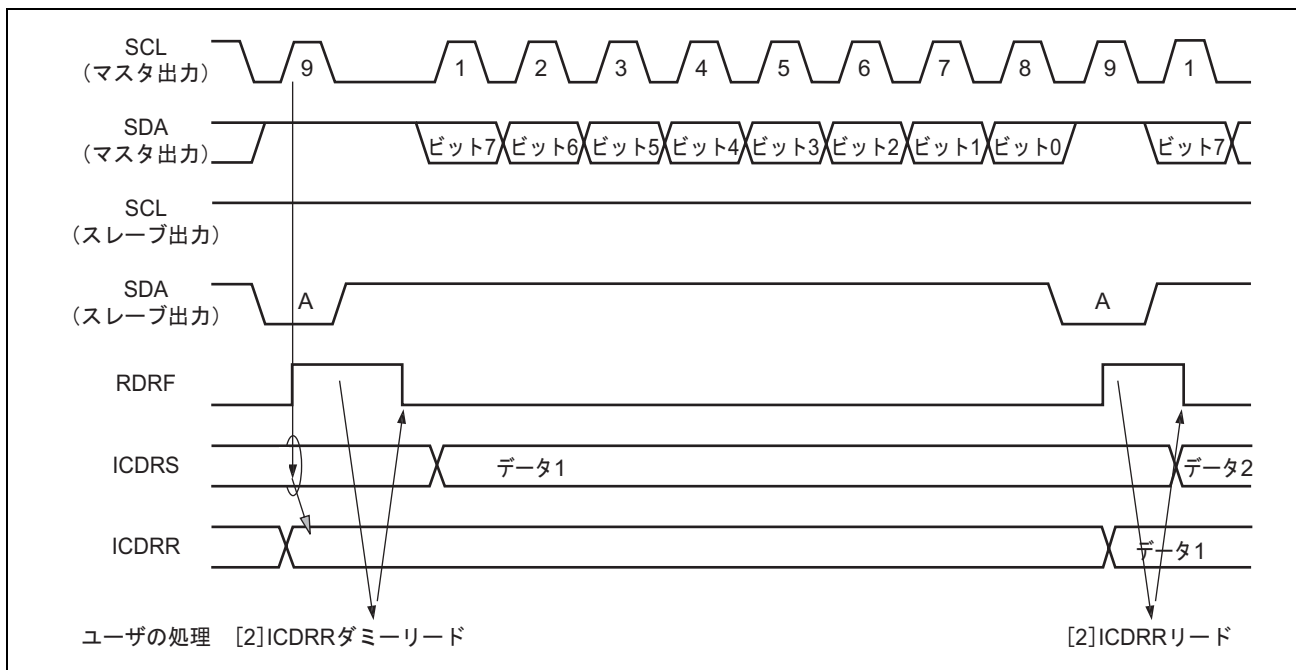 SCL
(マスタ出力)
9 1 2 3 4 5 6 7 8 9 1
SDA
(マスタ出力)
ビット7 ビット6 ビット5 ビット4 ビット3 ビット2 ビット1 ビット0 ビット7
SCL
(スレーブ出力)
SDA
(スレーブ出力)
A A
RDRF
ICDRS
データ1 データ2
ICDRR
データ1
ユーザの処理 [2]ICDRRダミーリード [2]ICDRRリード